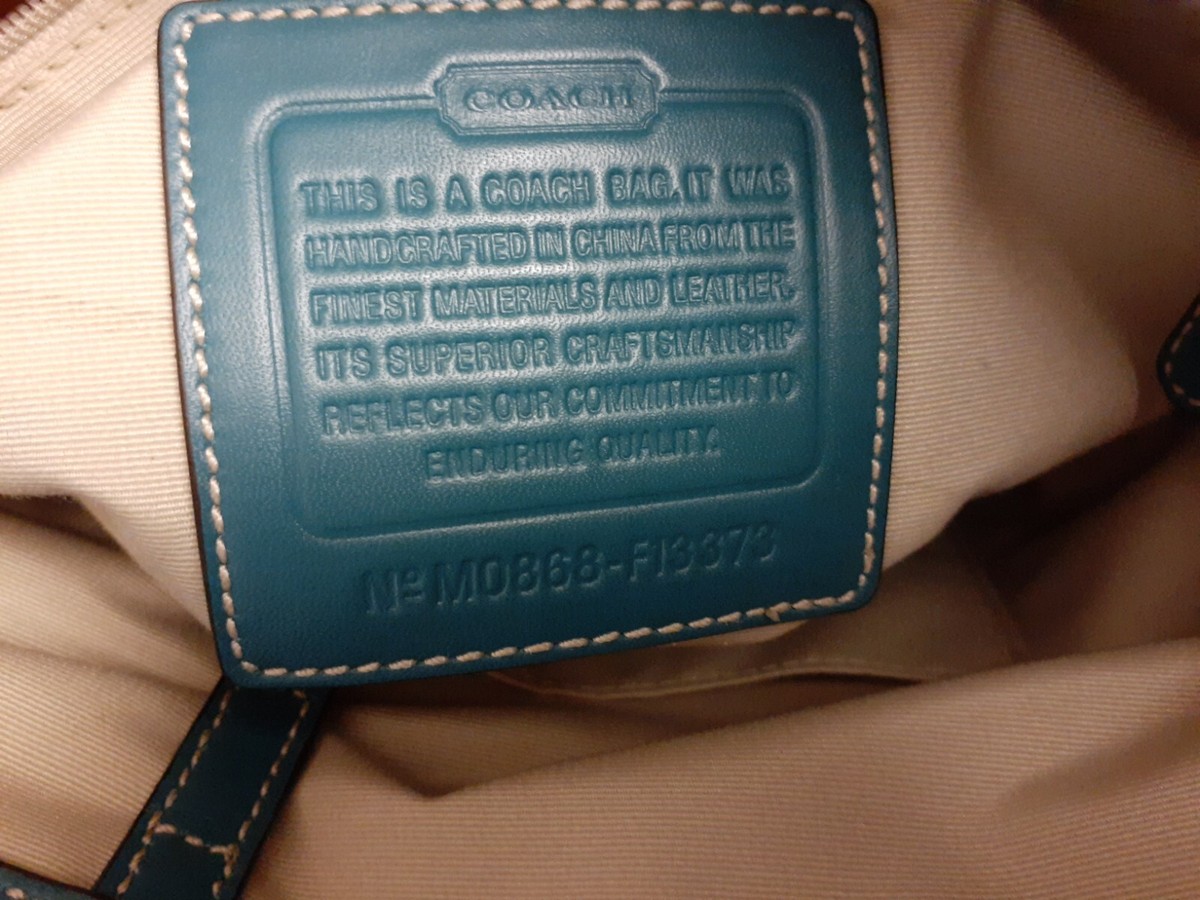 COACH
THIS IS A COACH BAG. IT WAS
HANDCRAFTED IN CHINA FROM THE
FINEST MATERIALS AND LEATHER.
ITS SUPERIOR CRAFTSMANSHIP
REFLECTS OUR COMMITMENT TO
ENDURING QUALITY.
Nº M0868-F13373